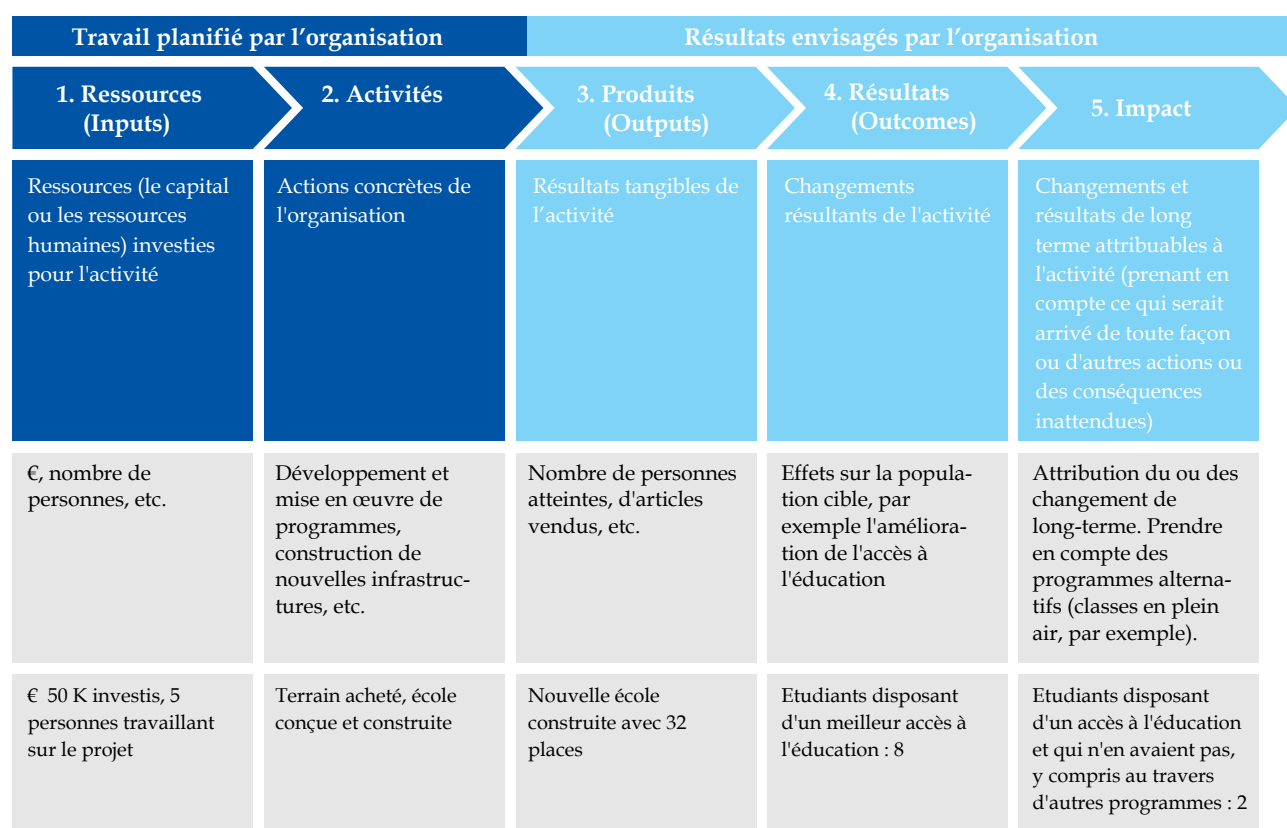 Travail planifié par l’organisation
Résultats envisagés par l’organisation
1. Ressources
(Inputs)
2. Activités
3. Produits
(Outputs)
4. Résultats
(Outcomes)
5. Impact
Ressources (le capital
ou les ressources
humaines) investies
pour l'activité
Actions concrètes de
l'organisation
Résultats tangibles de
l’activité
Changements
résultants de l'activité
Changements et
résultats de long
terme attribuables à
l'activité (prenant en
compte ce qui serait
arrivé de toute façon
ou d'autres actions ou
des conséquences
inattendues)
€, nombre de
personnes, etc.
Développement et
mise en œuvre de
programmes,
construction de
nouvelles infrastruc-
tures, etc.
Nombre de personnes
atteintes, d'articles
vendus, etc.
Effets sur la popula-
tion cible, par
exemple l'améliora-
tion de l'accès à
l'éducation
Attribution du ou des
changement de
long-terme. Prendre
en compte des
programmes alterna-
tifs (classes en plein
air, par exemple).
€ 50 K investis, 5
personnes travaillant
sur le projet
Terrain acheté, école
conçue et construite
Nouvelle école
construite avec 32
places
Etudiants disposant
d'un meilleur accès à
l'éducation : 8
Etudiants disposant
d'un accès à l'éducation
et qui n'en avaient pas,
y compris au travers
d'autres programmes : 2